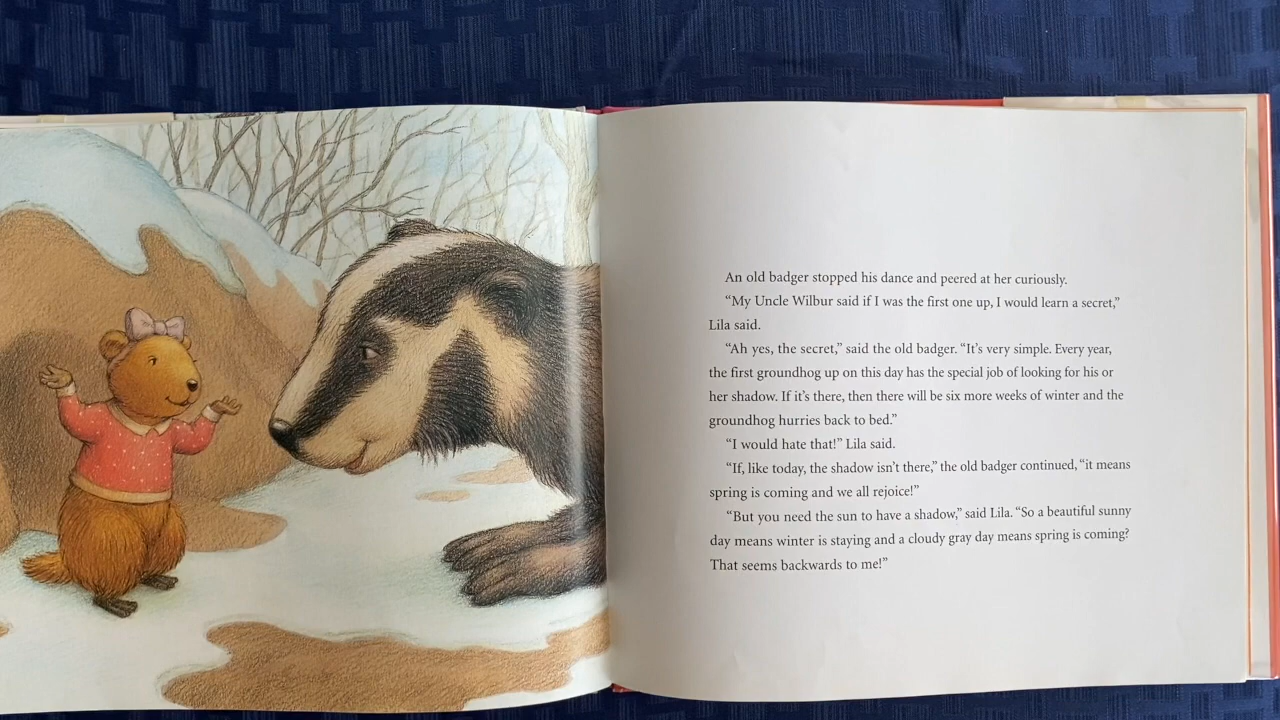 An old badger stopped his dance and peered at her curiously.
“My Uncle Wilbur said if I was the first one up, I would learn a secret,”
Lila said.
“Ah yes, the secret,” said the old badger. “It’s very simple. Every year,
the first groundhog up on this day has the special job of looking for his or
her shadow. If it’s there, then there will be six more weeks of winter and the
groundhog hurries back to bed.”
“I would hate that!” Lila said.
“If, like today, the shadow isn’t there,” the old badger continued, “it means
spring is coming and we all rejoice!”
“But you need the sun to have a shadow,” said Lila. “So a beautiful sunny
day means winter is staying and a cloudy gray day means spring is coming?
That seems backwards to me!”